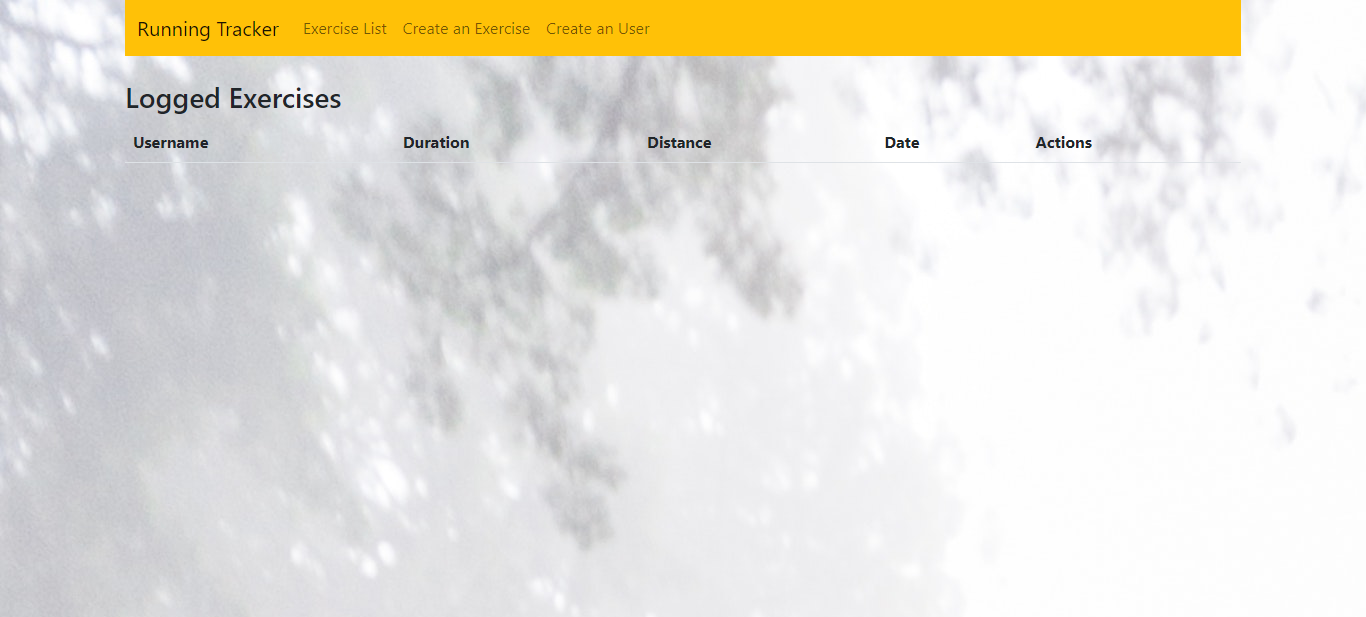 Running Tracker Exercise List Create an Exercise Create an User
Logged Exercises
Username Duration Distance Date Actions